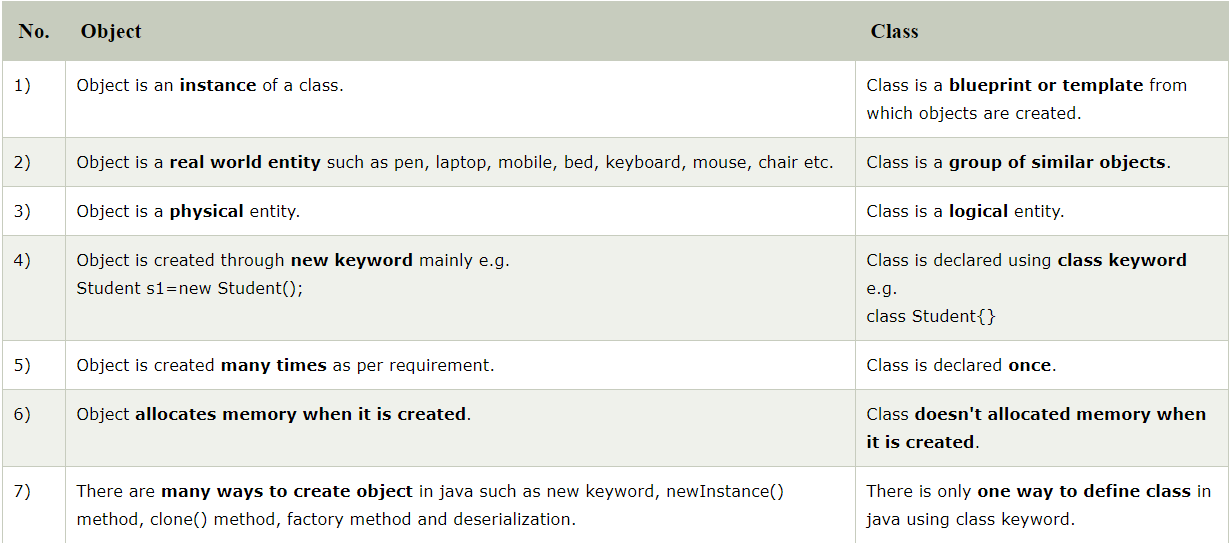 No. Object Class
1) Object is an instance of a class. Class is a blueprint or template from
which objects are created.
2) Object is a real world entity such as pen, laptop, mobile, bed, keyboard, mouse, chair etc. Class is a group of similar objects.
3) Object is a physical entity. Class is a logical entity.
4) Object is created through new keyword mainly e.g.
Student s1=new Student();
Class is declared using class keyword
e.g.
class Student{}
5) Object is created many times as per requirement. Class is declared once.
6) Object allocates memory when it is created. Class doesn't allocated memory when
it is created.
7) There are many ways to create object in java such as new keyword, newInstance()
method, clone() method, factory method and deserialization.
There is only one way to define class in
java using class keyword.